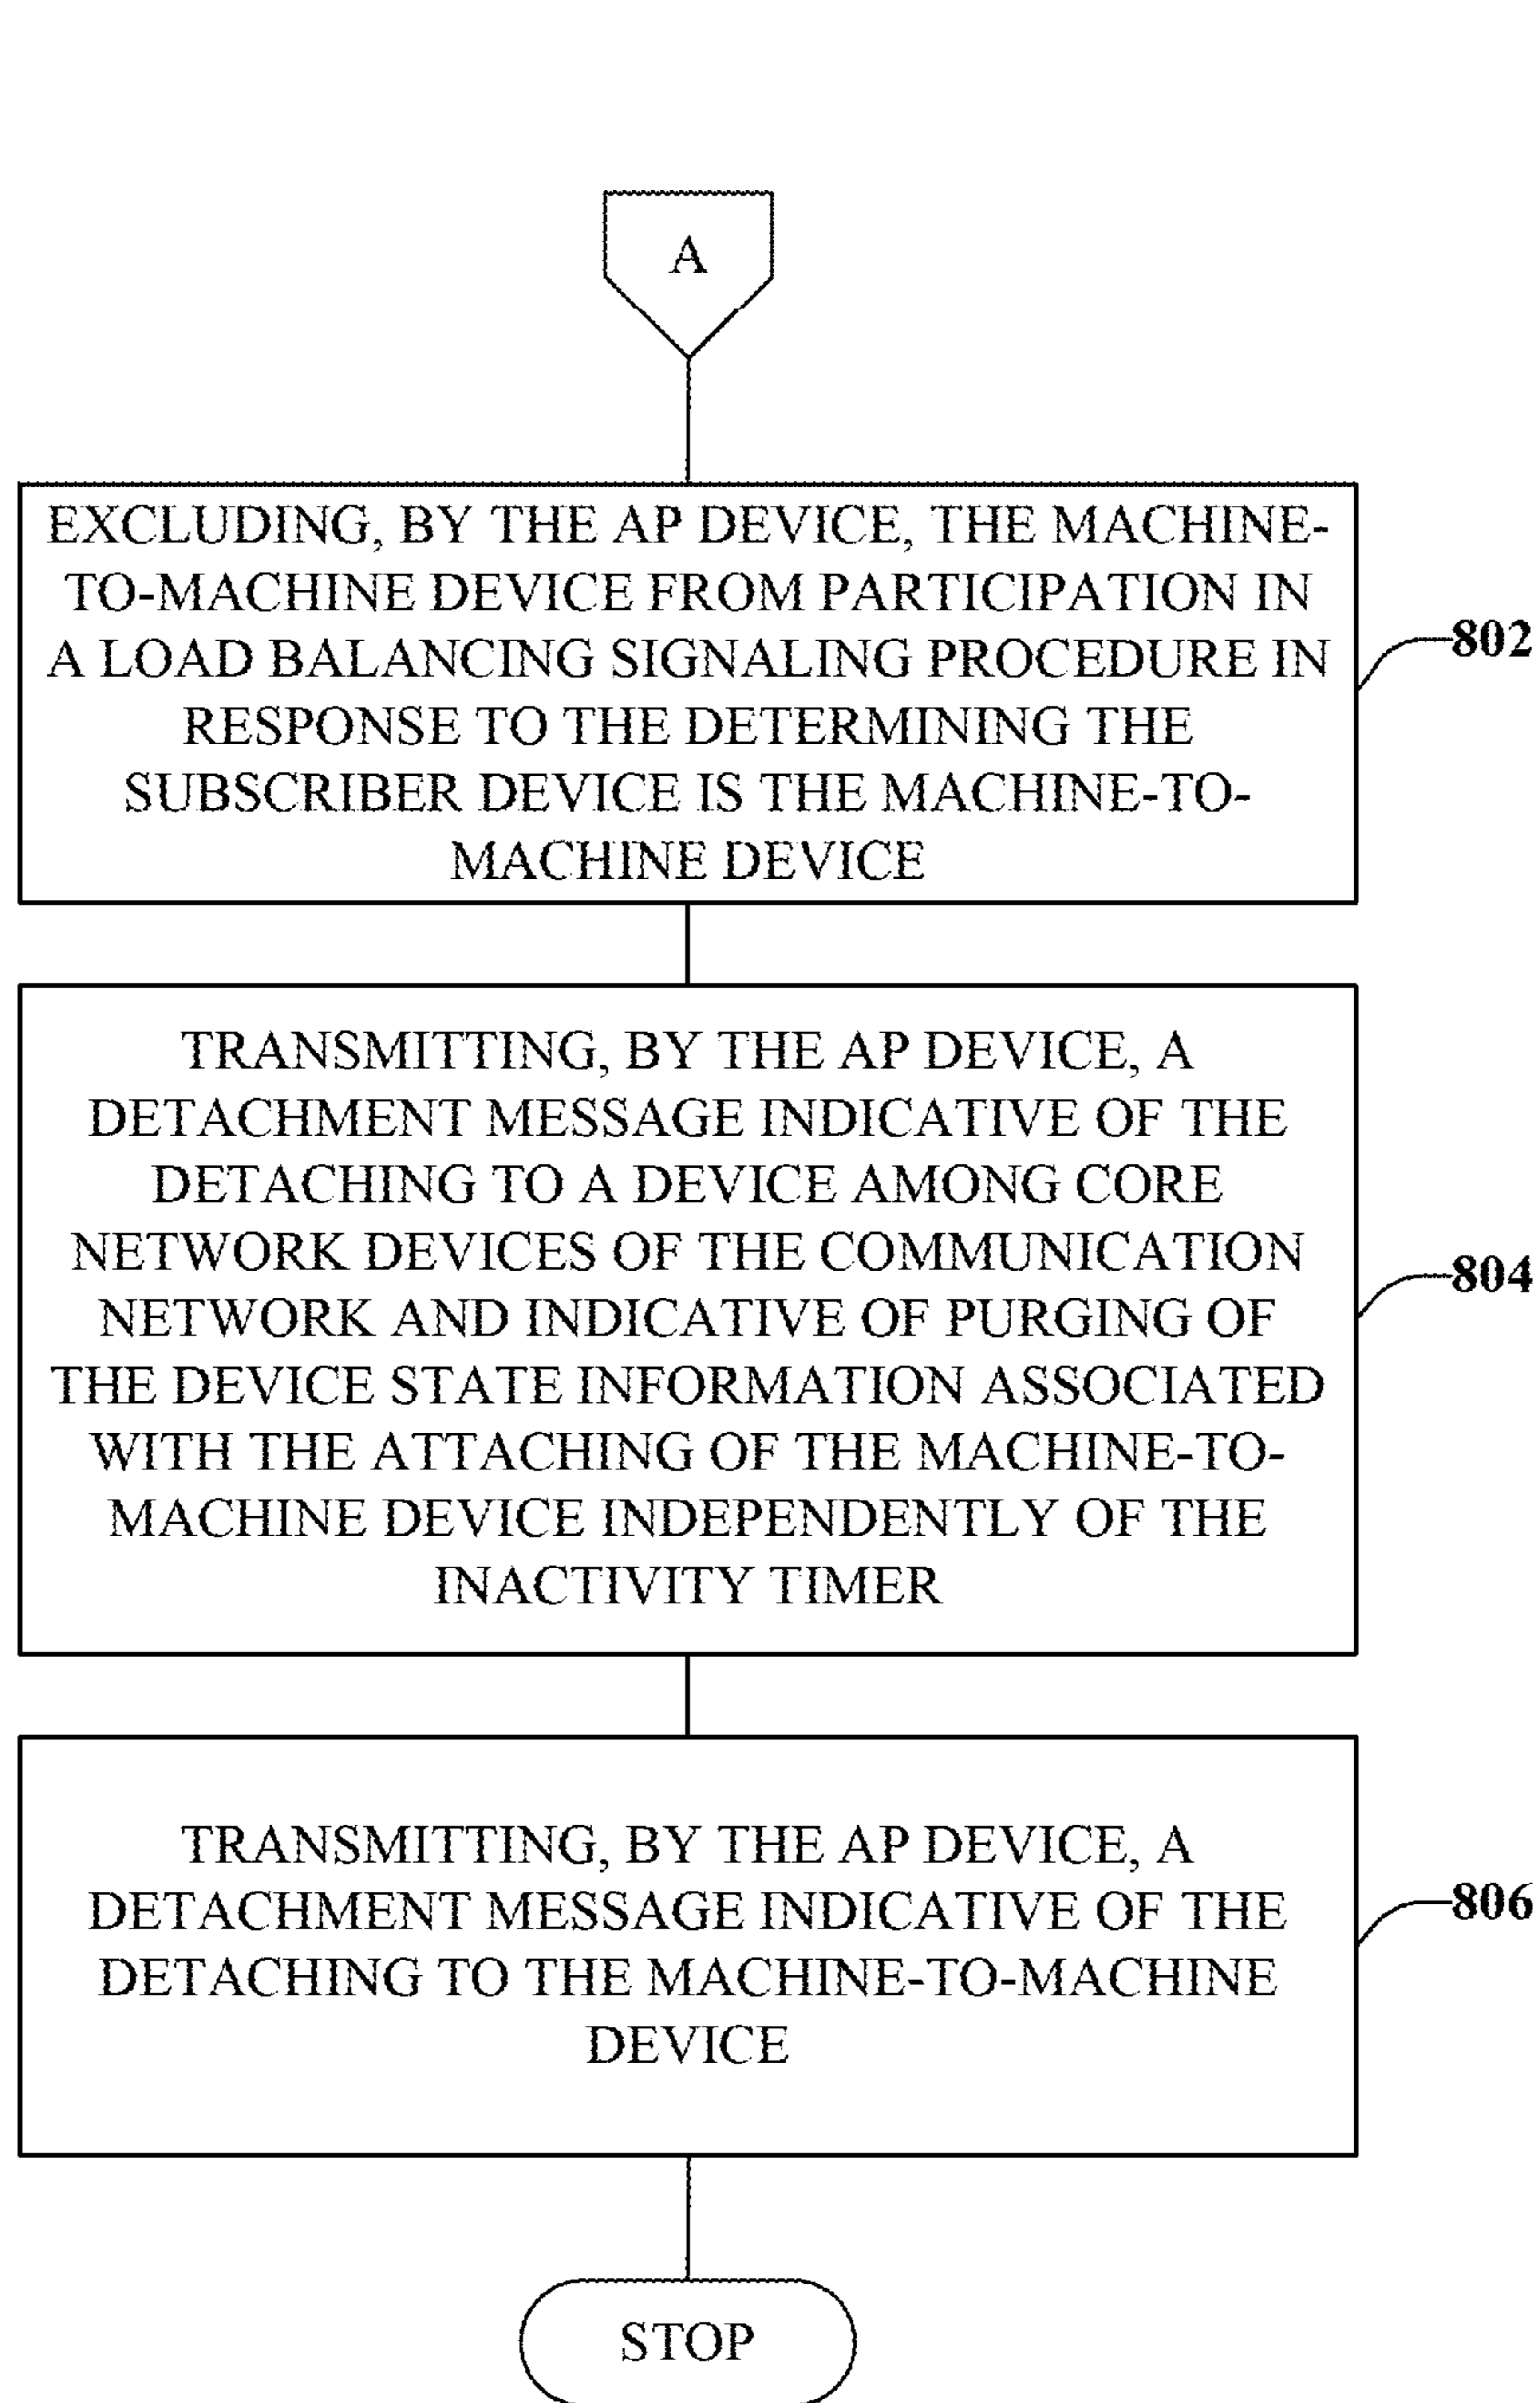 A
EXCLUDING, BY THE AP DEVICE, THE MACHINE-
TO-MACHINE DEVICE FROM PARTICIPATION IN
A LOAD BALANCING SIGNALING PROCEDURE IN
RESPONSE TO THE DETERMINING THE
SUBSCRIBER DEVICE IS THE MACHINE-TO-
MACHINE DEVICE
802
TRANSMITTING, BY THE AP DEVICE, A
DETACHMENT MESSAGE INDICATIVE OF THE
DETACHING TO A DEVICE AMONG CORE
NETWORK DEVICES OF THE COMMUNICATION
NETWORK AND INDICATIVE OF PURGING OF
THE DEVICE STATE INFORMATION ASSOCIATED
WITH THE ATTACHING OF THE MACHINE-TO-
MACHINE DEVICE INDEPENDENTLY OF THE
INACTIVITY TIMER
804
TRANSMITTING, BY THE AP DEVICE, A
DETACHMENT MESSAGE INDICATIVE OF THE
DETACHING TO THE MACHINE-TO-MACHINE
DEVICE
806
STOP